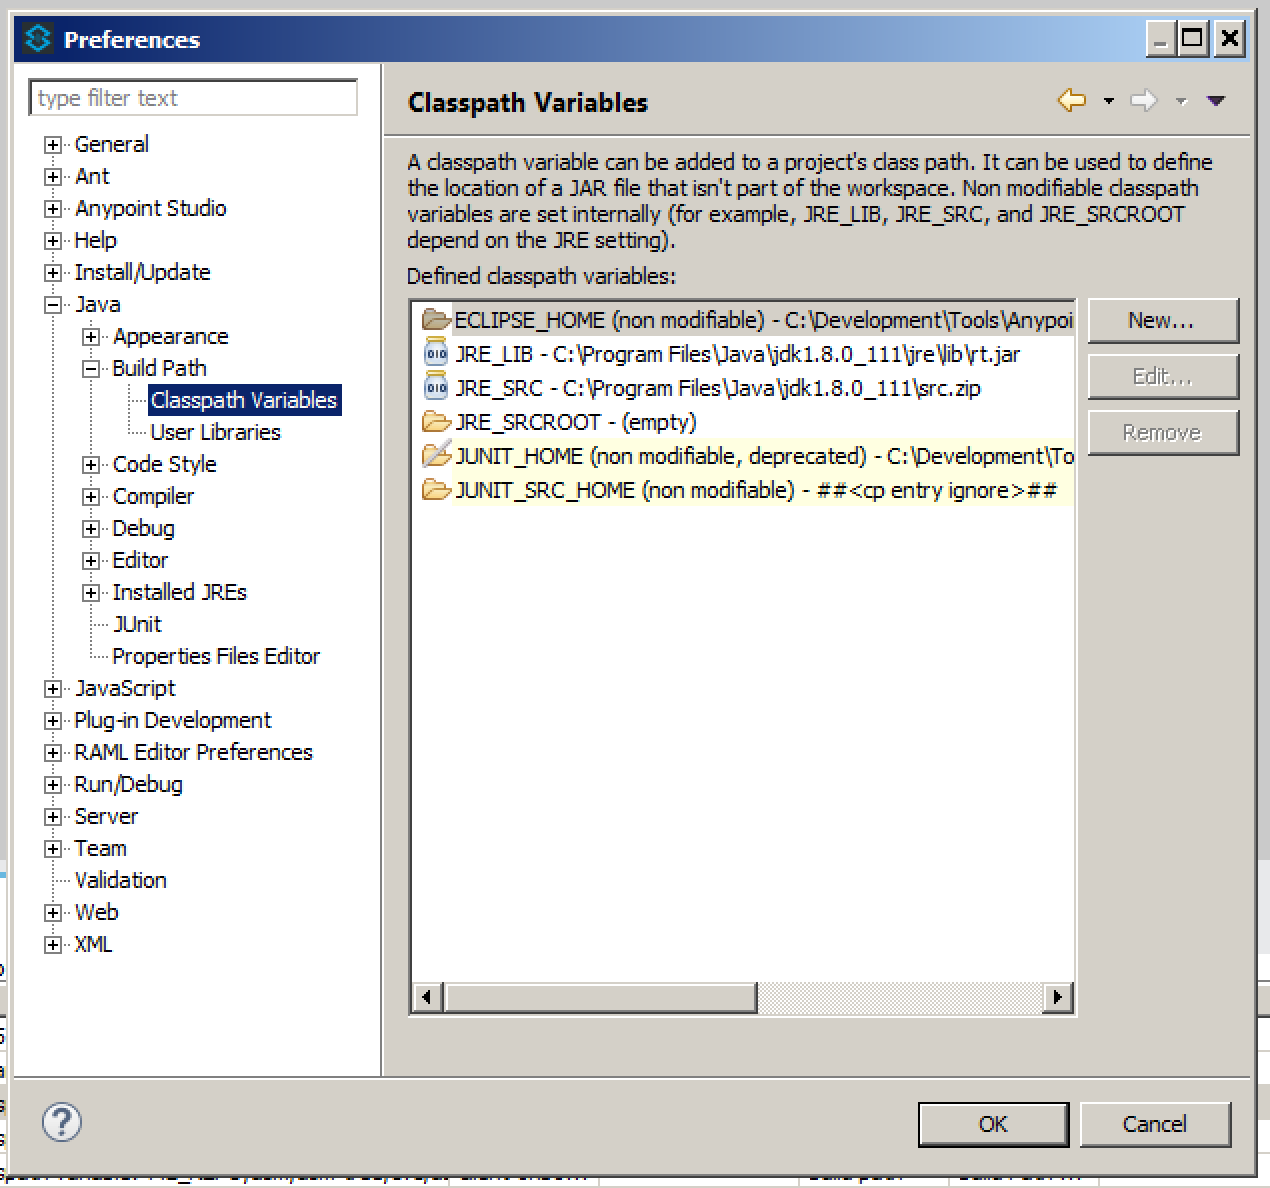 Preferences
type filter text
General
Ant
Anypoint Studio
Help
Install/Update
Java
Appearance
Build Path
Classpath Variables
User Libraries
Code Style
Compiler
Debug
Editor
Installed JREs
JUnit
Properties Files Editor
JavaScript
Plug-in Development
RAML Editor Preferences
Run/Debug
Server
Team
Validation
Web
XML
Classpath Variables
A classpath variable can be added to a project's class path. It can be used to define
the location of a JAR file that isn't part of the workspace. Non modifiable classpath
variables are set internally (for example, JRE_LIB, JRE_SRC, and JRE_SRCROOT
depend on the JRE setting).
Defined classpath variables:
ECLIPSE_HOME (non modifiable) - C:\Development\Tools\Anypoi
JRE_LIB - C:\Program Files\Java\jdk1.8.0_111\jre\lib\rt.jar
JRE_SRC - C:\Program Files\Java\jdk1.8.0_111\src.zip
JRE_SRCROOT - (empty)
JUNIT_HOME (non modifiable, deprecated) - C:\Development\To
JUNIT_SRC_HOME (non modifiable) - ##<cp entry ignore>##
New...
Edit...
Remove
OK
Cancel